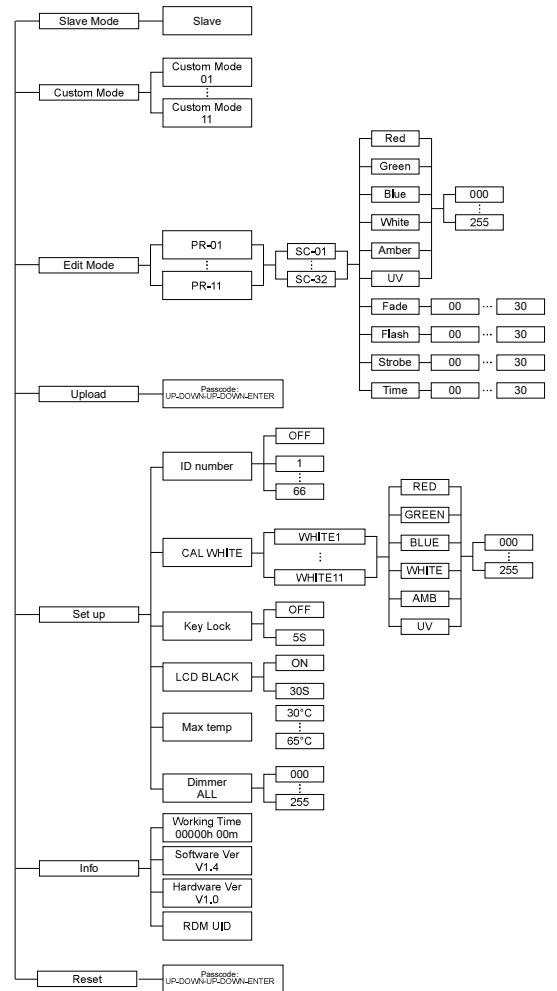 Slave Mode
Slave
Custom Mode
Custom Mode
01
Custom Mode
11
Edit Mode
PR-01
PR-11
SC-01
SC-32
Red
Green
Blue
White
Amber
UV
000
255
Fade
00
...
30
Flash
00
...
30
Strobe
00
...
30
Time
00
...
30
Upload
Passcode:
UP-DOWN-UP-DOWN-ENTER
Set up
ID number
OFF
1
66
CAL WHITE
WHITE1
WHITE11
RED
GREEN
BLUE
WHITE
AMB
UV
000
255
Key Lock
OFF
5S
LCD BLACK
ON
30S
Max temp
30°C
65°C
Dimmer
ALL
000
255
Info
Working Time
00000h 00m
Software Ver
V1.4
Hardware Ver
V1.0
RDM UID
Reset
Passcode:
UP-DOWN-UP-DOWN-ENTER